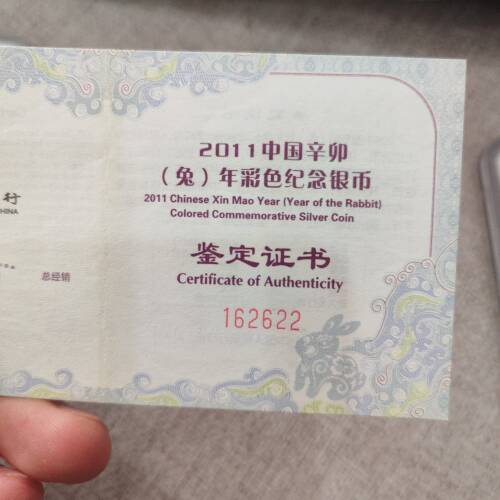 2011中国辛卯
（兔）年彩色纪念银币
2011 Chinese Xin Mao Year (Year of the Rabbit)
Colored Commemorative Silver Coin
鉴定证书
Certificate of Authenticity
162622
行
HINA
总经销